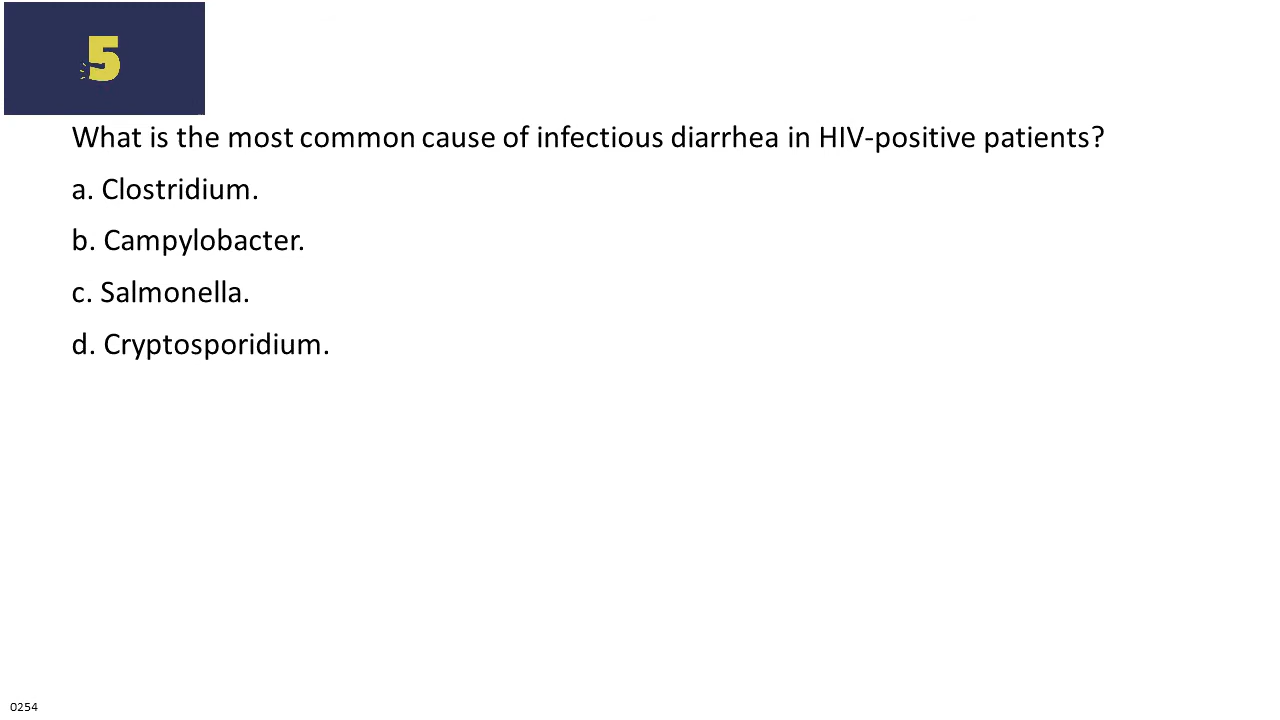 5
What is the most common cause of infectious diarrhea in HIV-positive patients?
a. Clostridium.
b. Campylobacter.
c. Salmonella.
d. Cryptosporidium.
0254